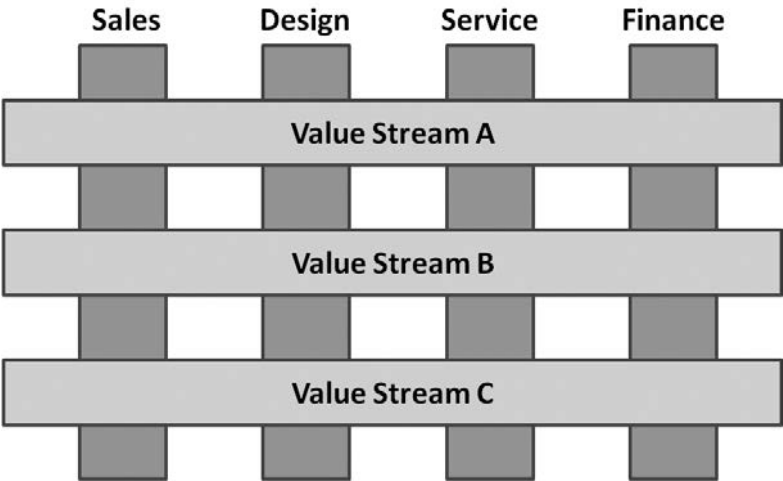 Sales Design Service Finance
Value Stream A
Value Stream B
Value Stream C